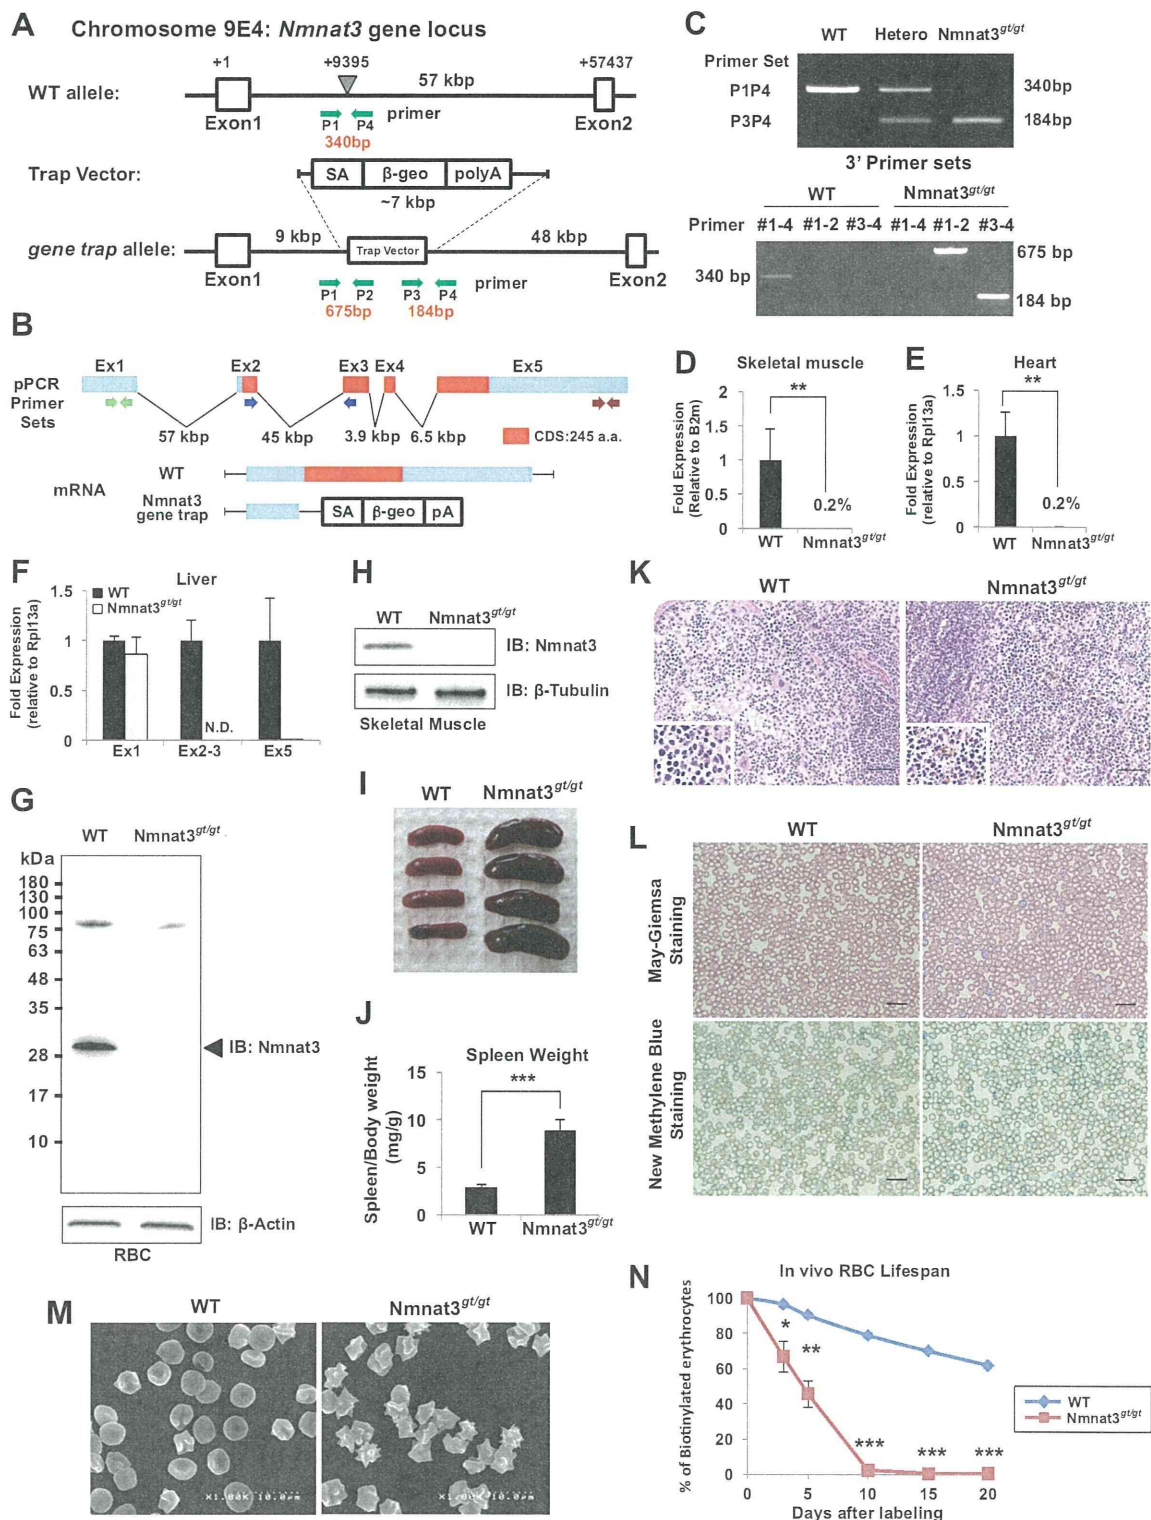 A Chromosome 9E4: Nmnat3 gene locus
+1 +9395 57 kbp +57437
WT allele:
Exon1 P1 P4 primer Exon2
340bp
Trap Vector: SA β-geo polyA
~7 kbp
gene trap allele: 9 kbp Trap Vector 48 kbp
Exon1 Exon2
P1 P2 P3 P4 primer
675bp 184bp
B
Ex1 Ex2 Ex3 Ex4 Ex5
pPCR
Primer
Sets
57 kbp 45 kbp 3.9 kbp 6.5 kbp CDS:245 a.a.
mRNA
WT
Nmnat3
gene trap
SA β-geo pA
C
WT Hetero Nmnat3gt/gt
Primer Set
P1P4 340bp
P3P4 184bp
3' Primer sets
WT Nmnat3gt/gt
Primer #1-4 #1-2 #3-4 #1-4 #1-2 #3-4
340 bp
675 bp
184 bp
D Skeletal muscle
Fold Expression
(Relative to B2m)
2
1.5
1
0.5
0
**
0.2%
WT Nmnat3gt/gt
E Heart
Fold Expression
(relative to Rpl13a)
1.5
1
0.5
0
**
0.2%
WT Nmnat3gt/gt
F Liver
WT
Nmnat3gt/gt
Fold Expression
(relative to Rpl13a)
1.5
1
0.5
0
N.D.
Ex1 Ex2-3 Ex5
G
WT Nmnat3gt/gt
kDa
180
130
100
75
63
48
35
28
17
10
IB: Nmnat3
IB: β-Actin
RBC
H
WT Nmnat3gt/gt
IB: Nmnat3
IB: β-Tubulin
Skeletal Muscle
I
WT Nmnat3gt/gt
J
Spleen Weight
Spleen/Body weight
(mg/g)
15
10
5
0
***
WT Nmnat3gt/gt
K
WT Nmnat3gt/gt
L
WT Nmnat3gt/gt
May-Giemsa
Staining
New Methylene Blue
Staining
M
WT Nmnat3gt/gt
X1.00K 10.0μm
X1.00K 10.0μm
N In vivo RBC Lifespan
% of Biotinylated erythrocytes
100
80
60
40
20
0
* ** *** *** ***
WT
Nmnat3gt/gt
0 5 10 15 20
Days after labeling